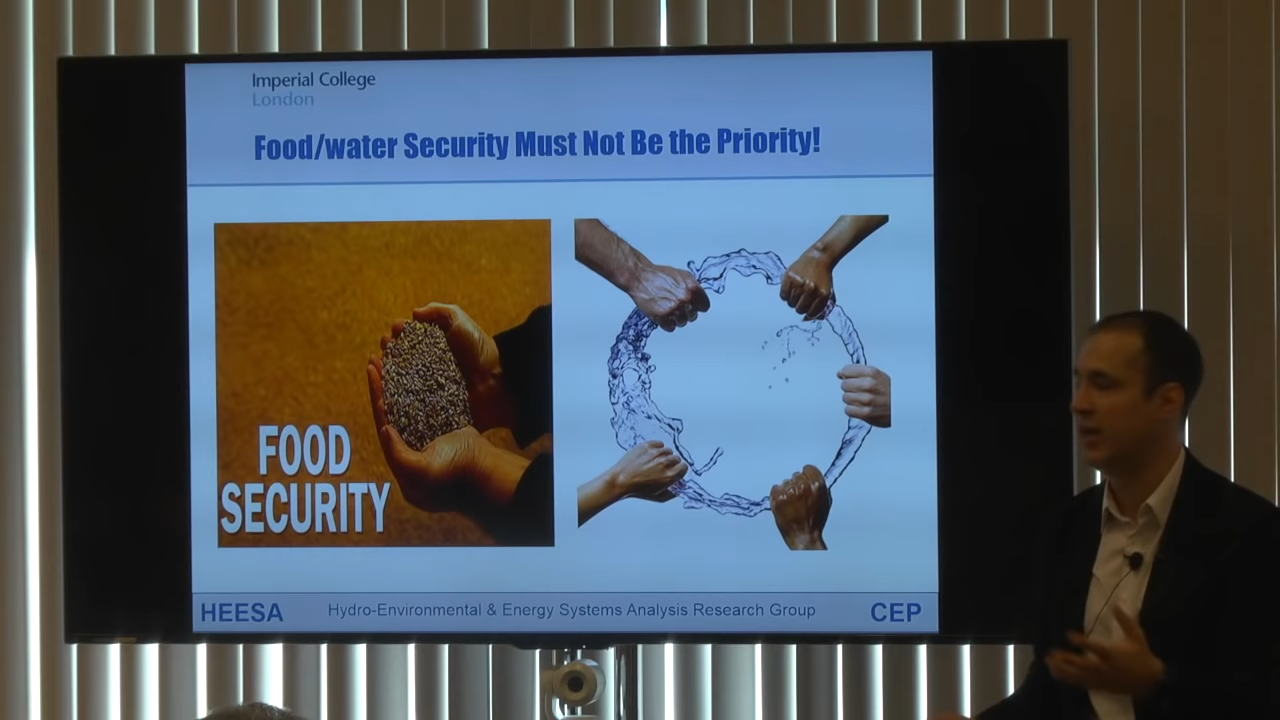 Imperial College
London
Food/water Security Must Not Be the Priority!
FOOD
SECURITY
HEESA Hydro-Environmental & Energy Systems Analysis Research Group CEP